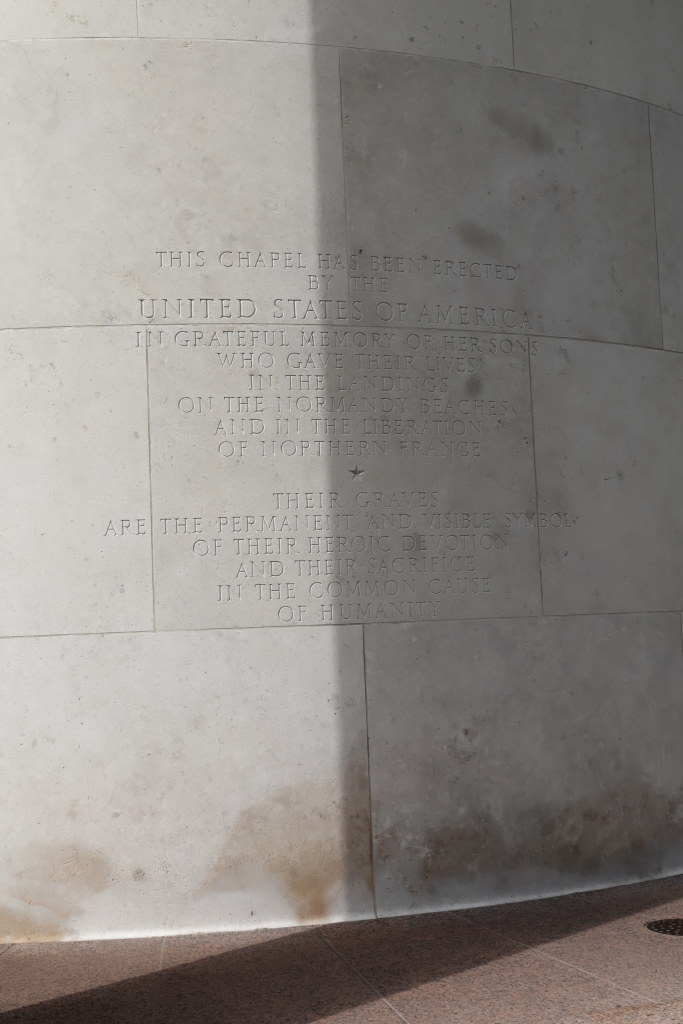 THIS CHAPEL HAS BEEN ERECTED
BY THE
UNITED STATES OF AMERICA
IN GRATEFUL MEMORY OF HER SONS
WHO GAVE THEIR LIVES
IN THE LANDINGS
ON THE NORMANDY BEACHES
AND IN THE LIBERATION
OF NORTHERN FRANCE
THEIR GRAVES
ARE THE PERMANENT AND VISIBLE SYMBOL
OF THEIR HEROIC DEVOTION
AND THEIR SACRIFICE
IN THE COMMON CAUSE
OF HUMANITY